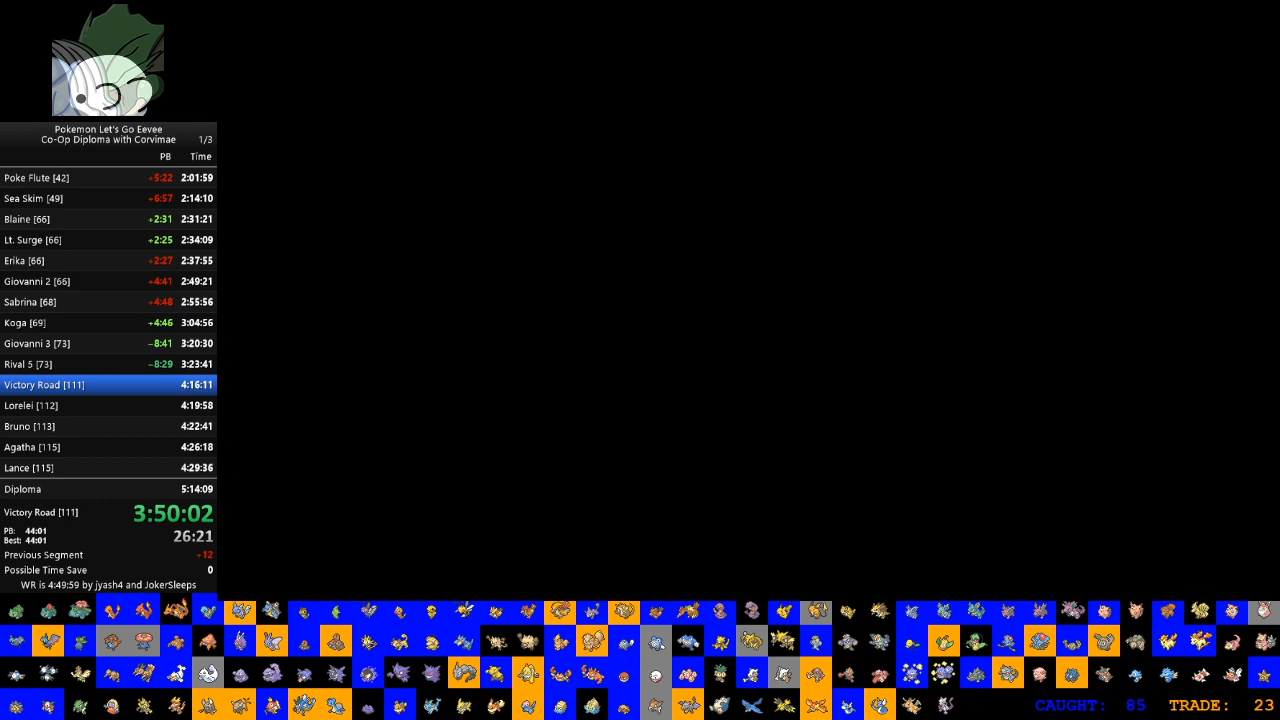 Pokemon Let's Go Eevee
Co-Op Diploma with Corvimae 1/3
PB Time
Poke Flute [42] +5:22 2:01:59
Sea Skim [49] +6:57 2:14:10
Blaine [66] +2:31 2:31:21
Lt. Surge [66] +2:25 2:34:09
Erika [66] +2:27 2:37:55
Giovanni 2 [66] +4:41 2:49:21
Sabrina [68] +4:48 2:55:56
Koga [69] +4:46 3:04:56
Giovanni 3 [73] −8:41 3:20:30
Rival 5 [73] −8:29 3:23:41
Victory Road [111] 4:16:11
Lorelei [112] 4:19:58
Bruno [113] 4:22:41
Agatha [115] 4:26:18
Lance [115] 4:29:36
Diploma 5:14:09
Victory Road [111] 3:50:02
PB: 44:01
Best: 44:01 26:21
Previous Segment +12
Possible Time Save 0
WR is 4:49:59 by jyash4 and JokerSleeps
CAUGHT: 85 TRADE: 23